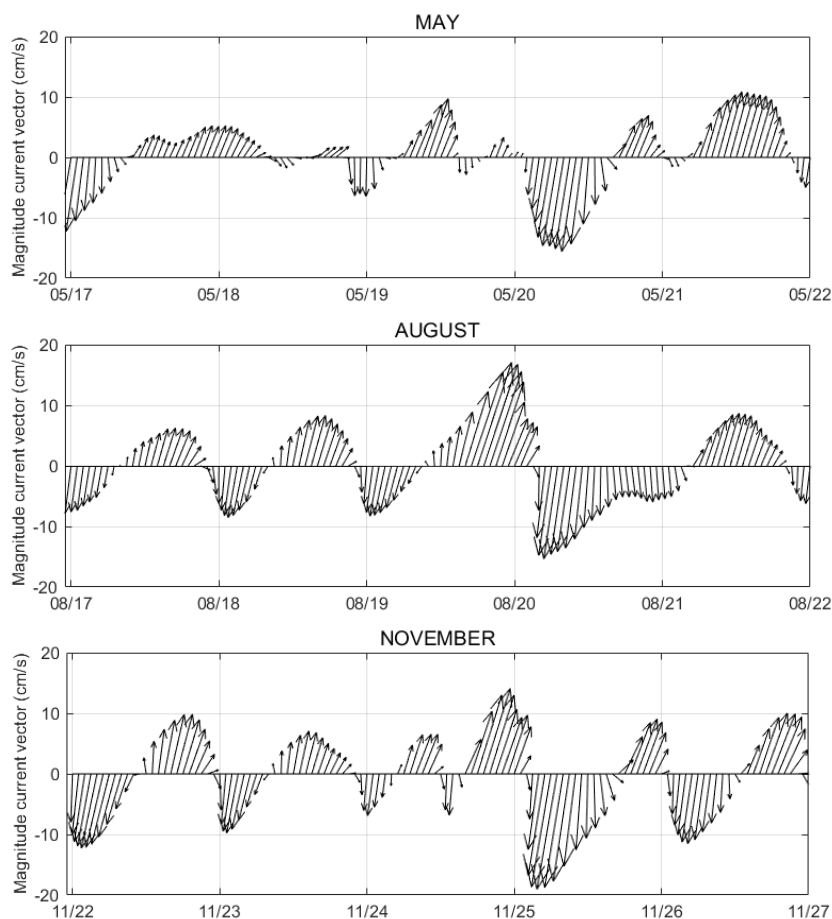 MAY
Magnitude current vector (cm/s)
20
10
0
-10
-20
05/17 05/18 05/19 05/20 05/21 05/22
AUGUST
Magnitude current vector (cm/s)
20
10
0
-10
-20
08/17 08/18 08/19 08/20 08/21 08/22
NOVEMBER
Magnitude current vector (cm/s)
20
10
0
-10
-20
11/22 11/23 11/24 11/25 11/26 11/27